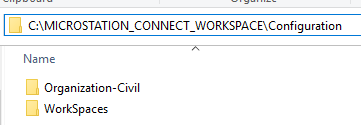 C:\MICROSTATION_CONNECT_WORKSPACE\Configuration
Name
Organization-Civil
WorkSpaces